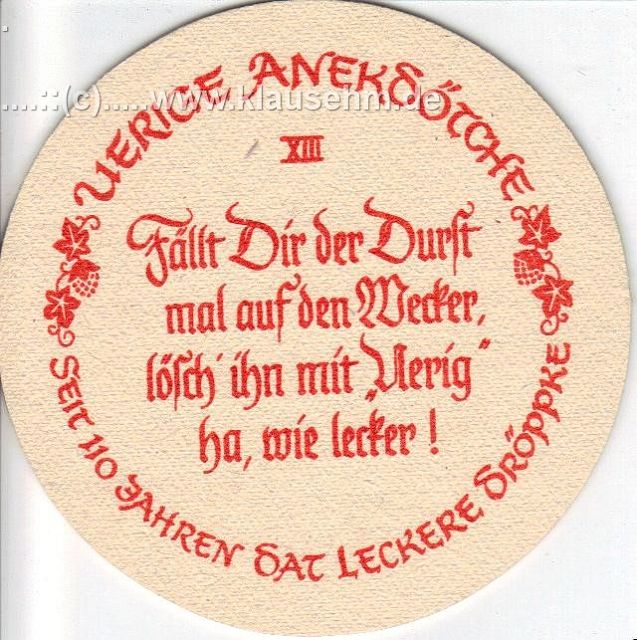 .....::(c).....www.klausehm.de
UERIGE ANEKDÖTCHE
XIII
Fällt Dir der Durst
mal auf den Wecker,
lösch' ihn mit „Uerig"
ha, wie lecker!
SEIT 110 JAHREN DAT LECKERE DRÖPPKE